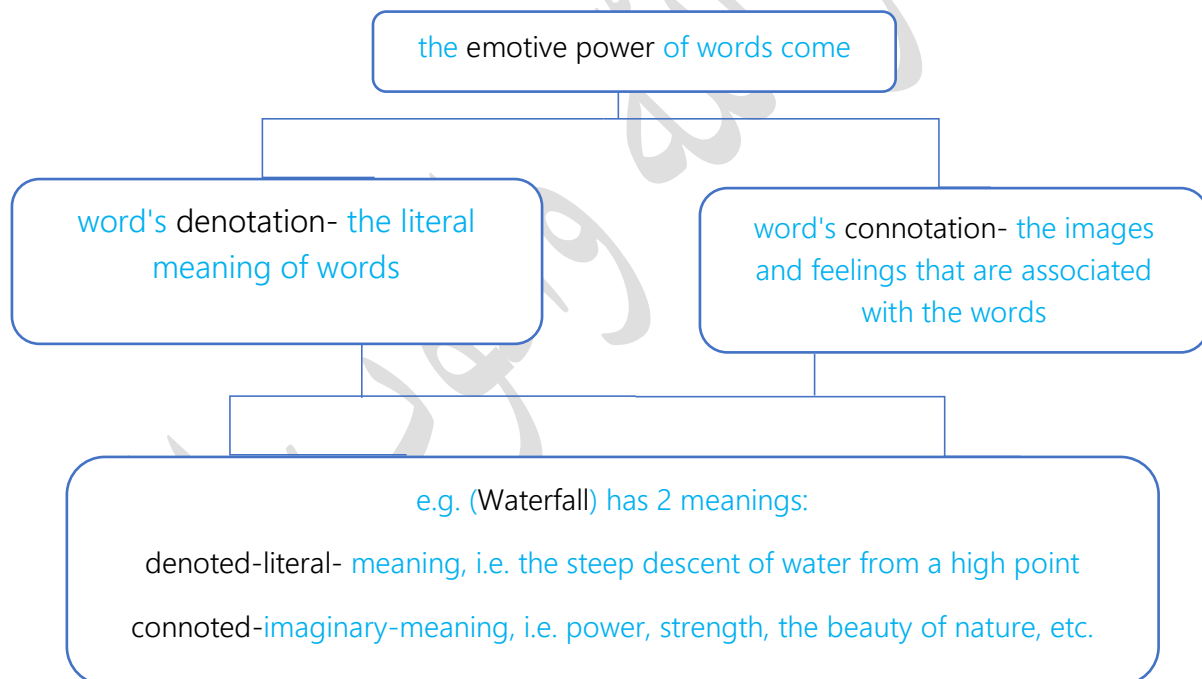 the emotive power of words come
word's denotation- the literal
meaning of words
word's connotation- the images
and feelings that are associated
with the words
e.g. (Waterfall) has 2 meanings:
denoted-literal- meaning, i.e. the steep descent of water from a high point
connoted-imaginary-meaning, i.e. power, strength, the beauty of nature, etc.